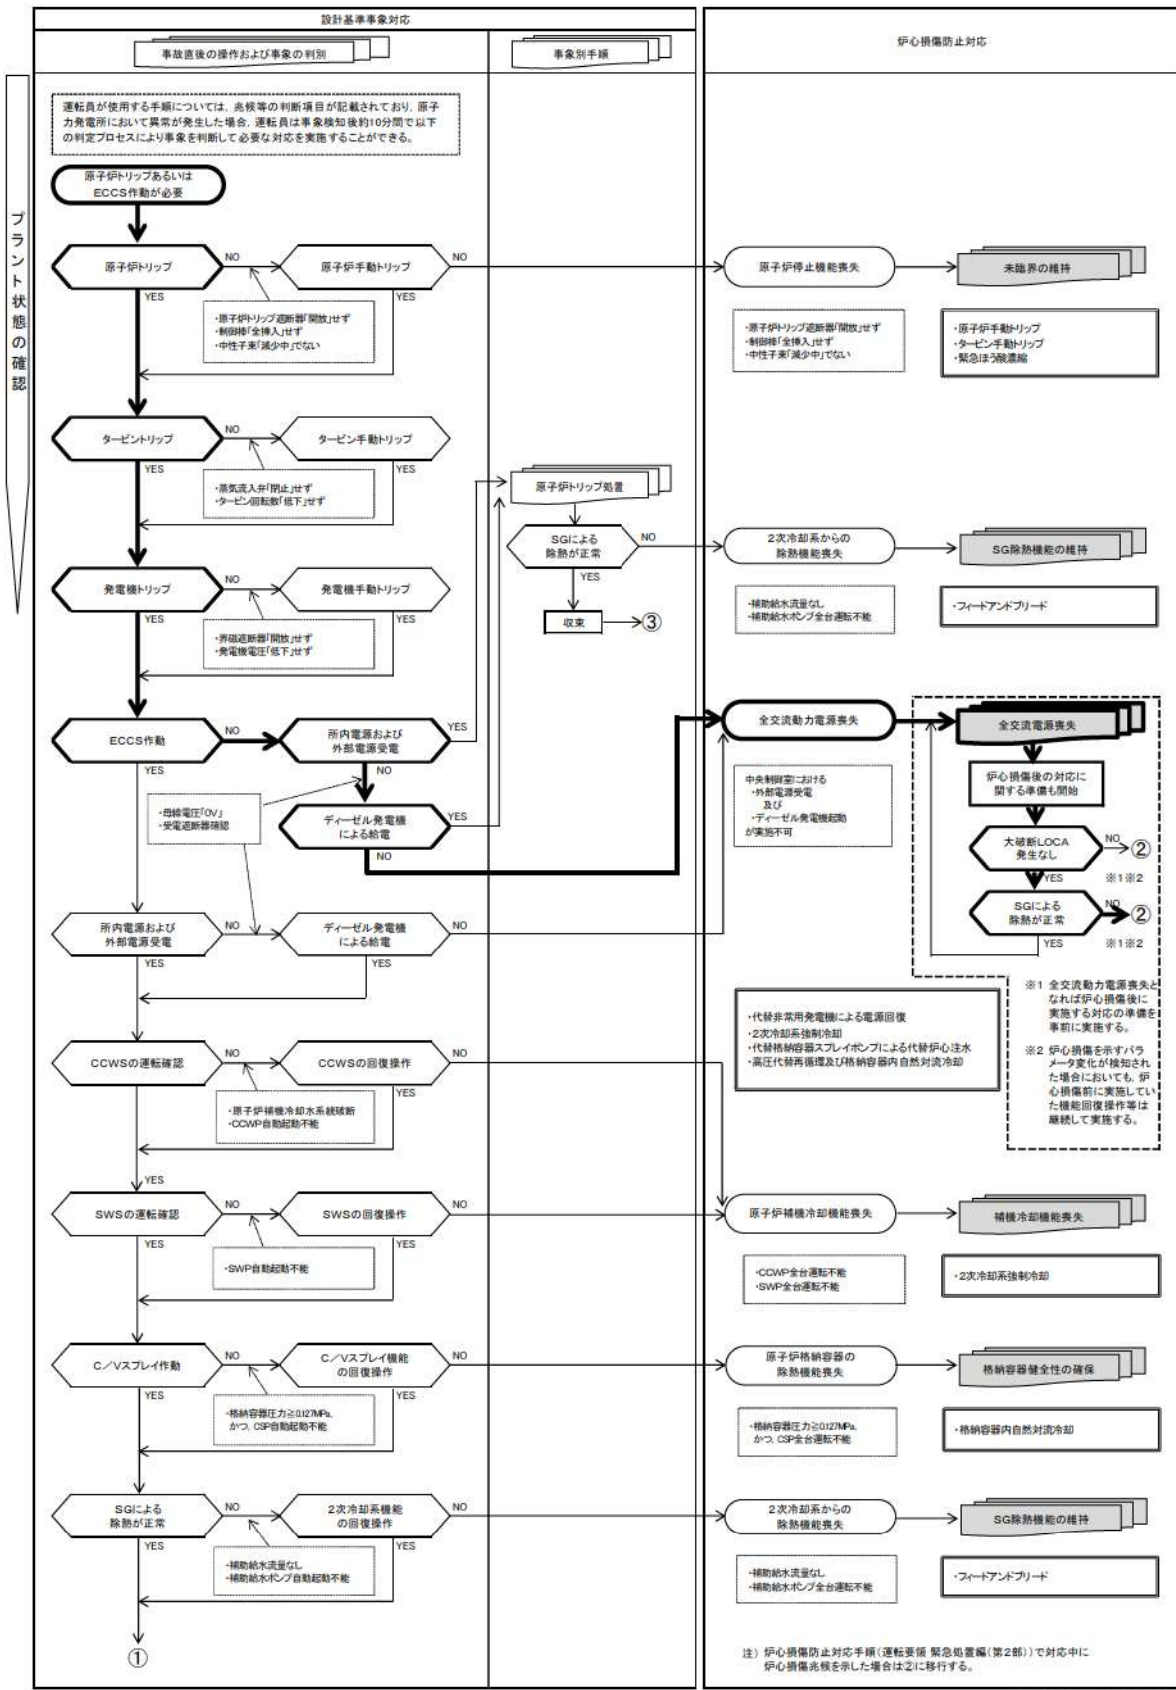 設計基準事象対応
事故直後の操作および事象の判別
事象別手順
炉心損傷防止対応
プラント状態の確認
運転員が使用する手順については、兆候等の判断項目が記載されており、原子
力発電所において異常が発生した場合、運転員は事象検知後約10分間で以下
の判定プロセスにより事象を判断して必要な対応を実施することができる。
原子炉トリップあるいは
ECCS作動が必要
原子炉トリップ
NO
原子炉手動トリップ
NO
原子炉停止機能喪失
未臨界の維持
YES
YES
・原子炉トリップ遮断器「開放」せず
・制御棒「全挿入」せず
・中性子束「減少中」でない
・原子炉トリップ遮断器「開放」せず
・制御棒「全挿入」せず
・中性子束「減少中」でない
・原子炉手動トリップ
・タービン手動トリップ
・緊急ほう酸濃縮
タービントリップ
NO
タービン手動トリップ
YES
YES
・蒸気流入弁「閉止」せず
・タービン回転数「低下」せず
原子炉トリップ処置
SGによる
除熱が正常
NO
2次冷却系からの
除熱機能喪失
SG除熱機能の維持
YES
・補助給水流量なし
・補助給水ポンプ全台運転不能
・フィードアンドブリード
収束
③
発電機トリップ
NO
発電機手動トリップ
YES
YES
・界磁遮断器「開放」せず
・発電機電圧「低下」せず
ECCS作動
NO
所内電源および
外部電源受電
YES
全交流動力電源喪失
全交流電源喪失
YES
NO
・母線電圧「0V」
・受電遮断器確認
ディーゼル発電機
による給電
YES
NO
中央制御室における
・外部電源受電
及び
・ディーゼル発電機起動
が実施不可
炉心損傷後の対応に
関する準備も開始
大破断LOCA
発生なし
NO
②
YES
※1※2
SGによる
除熱が正常
NO
②
YES
※1※2
所内電源および
外部電源受電
NO
ディーゼル発電機
による給電
NO
YES
YES
・代替非常用発電機による電源回復
・2次冷却系強制冷却
・代替格納容器スプレイポンプによる代替炉心注水
・高圧代替再循環及び格納容器内自然対流冷却
※1 全交流動力電源喪失と
なれば炉心損傷後に
実施する対応の準備を
事前に実施する。
※2 炉心損傷を示すパラ
メータ変化が検知され
た場合においても、炉
心損傷前に実施してい
た機能回復操作等は
継続して実施する。
CCWSの運転確認
NO
CCWSの回復操作
NO
YES
・原子炉補機冷却水系統破断
・CCWP自動起動不能
YES
SWSの運転確認
NO
SWSの回復操作
NO
原子炉補機冷却機能喪失
補機冷却機能喪失
YES
YES
・SWP自動起動不能
・CCWP全台運転不能
・SWP全台運転不能
・2次冷却系強制冷却
C/Vスプレイ作動
NO
C/Vスプレイ機能
の回復操作
NO
原子炉格納容器の
除熱機能喪失
格納容器健全性の確保
YES
YES
・格納容器圧力≧0.127MPa、
かつ、CSP自動起動不能
・格納容器圧力≧0.127MPa、
かつ、CSP全台運転不能
・格納容器内自然対流冷却
SGによる
除熱が正常
NO
2次冷却系機能
の回復操作
NO
2次冷却系からの
除熱機能喪失
SG除熱機能の維持
YES
YES
・補助給水流量なし
・補助給水ポンプ自動起動不能
・補助給水流量なし
・補助給水ポンプ全台運転不能
・フィードアンドブリード
①
注) 炉心損傷防止対応手順(運転要領 緊急処置編(第2部))で対応中に
炉心損傷兆候を示した場合は②に移行する。